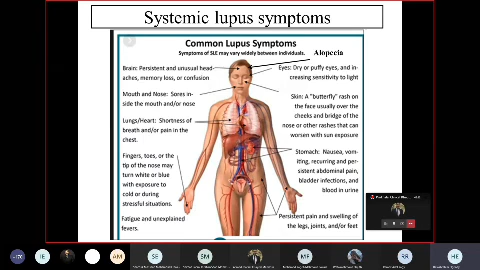 Systemic lupus symptoms
Common Lupus Symptoms
Symptoms of SLE may vary widely between individuals.
Alopecia
Brain: Persistent and unusual head-
aches, memory loss, or confusion
Mouth and Nose: Sores in-
side the mouth and/or nose
Lungs/Heart: Shortness of
breath and/or pain in the
chest.
Fingers, toes, or the
tip of the nose may
turn white or blue
with exposure to
cold or during
stressful situations.
Fatigue and unexplained
fevers.
Eyes: Dry or puffy eyes, and in-
creasing sensitivity to light
Skin: A "butterfly" rash on
the face usually over the
cheeks and bridge of the
nose or other rashes that can
worsen with sun exposure
Stomach: Nausea, vom-
iting, recurring and per-
sistent abdominal pain,
bladder infections, and
blood in urine
Persistent pain and swelling of
the legs, joints, and/or feet
IE
AM
SE
SM
MF
RR
HE